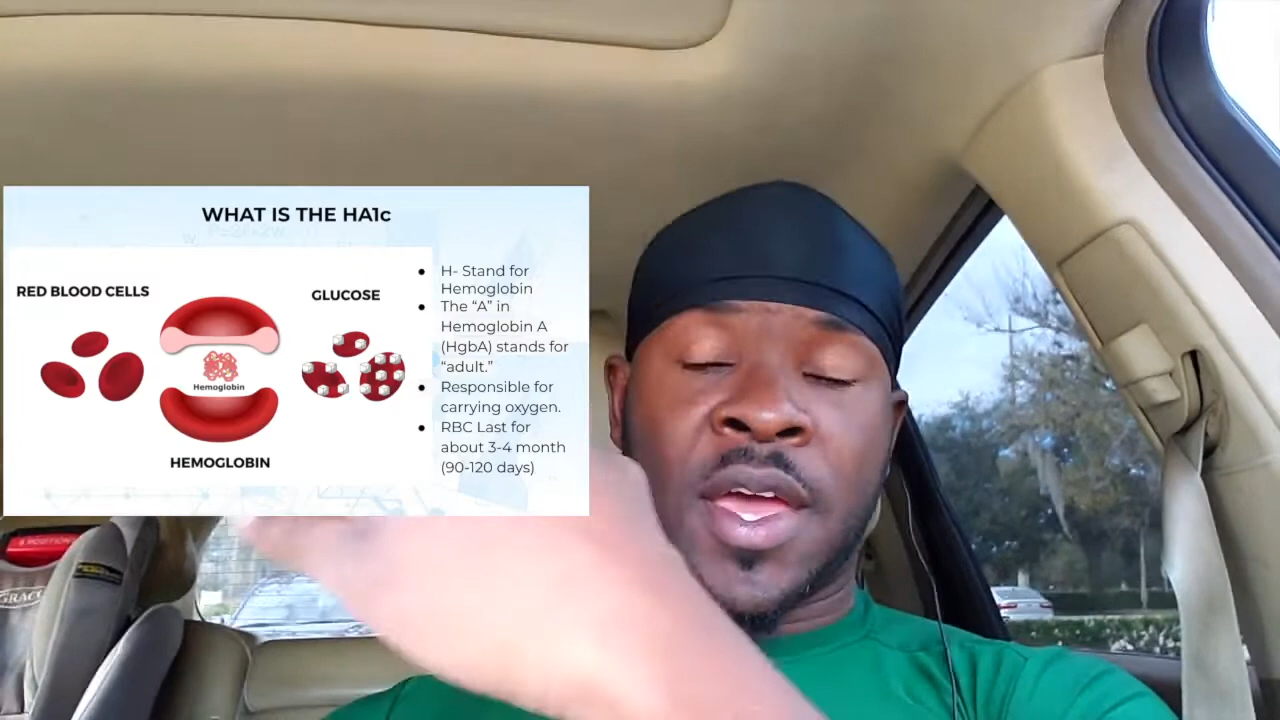 WHAT IS THE HA1c
RED BLOOD CELLS
GLUCOSE
Hemoglobin
HEMOGLOBIN
H- Stand for
Hemoglobin
The “A” in
Hemoglobin A
(HgbA) stands for
“adult.”
Responsible for
carrying oxygen.
RBC Last for
about 3-4 month
(90-120 days)
GRACO